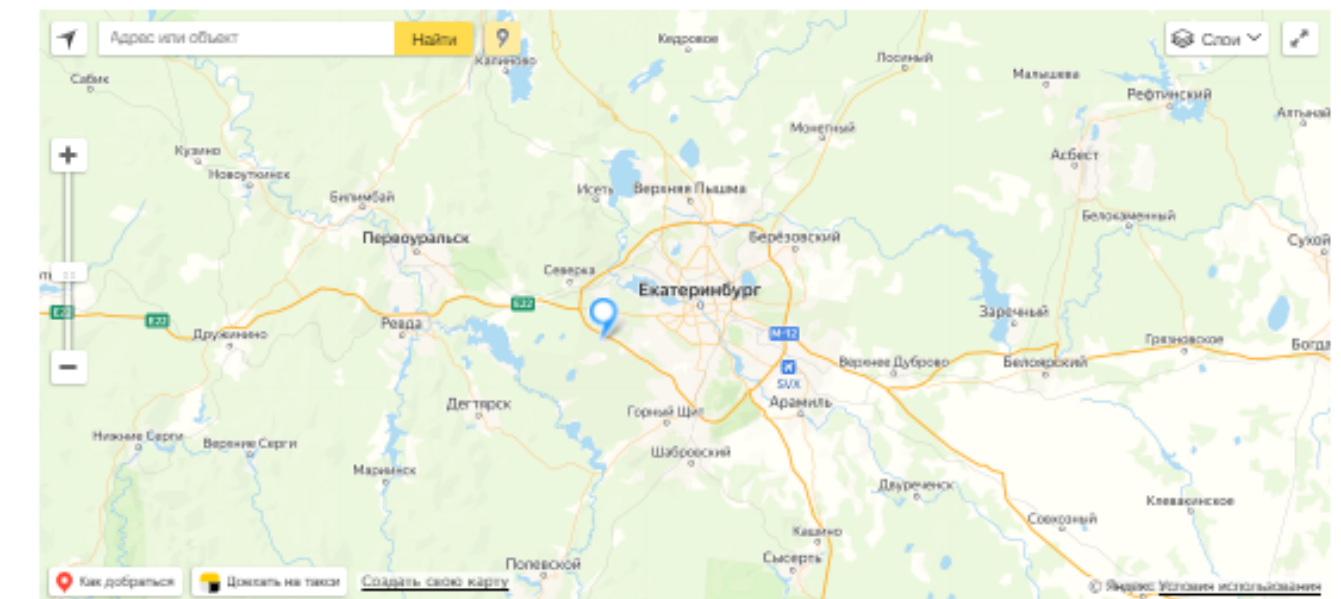 Адрес или объект
Найти
Слои
Кедровое
Калиново
Лосиный
Сабик
Малышева
Рефтинский
Алтынай
Монетный
Кузино
Новоуткинск
Асбест
Билимбай
Исеть
Верхняя Пышма
Белокаменный
Первоуральск
Берёзовский
Сухой
Северка
Екатеринбург
E22
E22
E22
Заречный
Ревда
Дружинино
М-12
Грязновское
Богда
Верхнее Дуброво
Белоярский
SVX
Дегтярск
Горный Щит
Арамиль
Нижние Серги
Верхние Серги
Шабровский
Мариинск
Двуреченск
Клевакинское
Совхозный
Кашино
Сысерть
Полевской
Как добраться
Доехать на такси
Создать свою карту
© Яндекс Условия использования